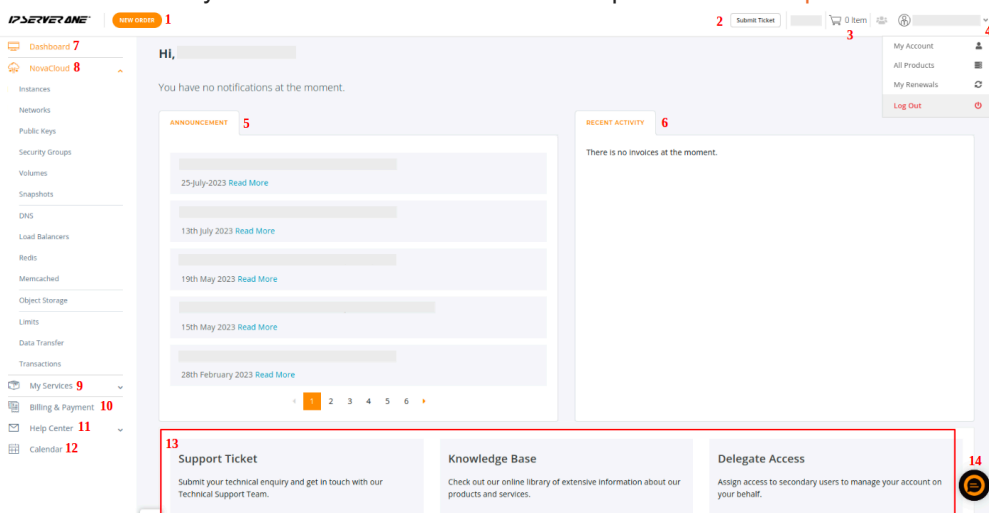 IP SERVER ONE
NEW ORDER 1
2 Submit Ticket 0 Item
3
4
My Account
All Products
My Renewals
Log Out
Dashboard 7
NovaCloud 8
Instances
Networks
Public Keys
Security Groups
Volumes
Snapshots
DNS
Load Balancers
Redis
Memcached
Object Storage
Limits
Data Transfer
Transactions
My Services 9
Billing & Payment 10
Help Center 11
Calendar 12
Hi,
You have no notifications at the moment.
ANNOUNCEMENT 5
25-July-2023 Read More
13th July 2023 Read More
19th May 2023 Read More
15th May 2023 Read More
28th February 2023 Read More
1 2 3 4 5 6
RECENT ACTIVITY 6
There is no invoices at the moment.
13
Support Ticket
Submit your technical enquiry and get in touch with our
Technical Support Team.
Knowledge Base
Check out our online library of extensive information about our
products and services.
Delegate Access
Assign access to secondary users to manage your account on
your behalf.
14